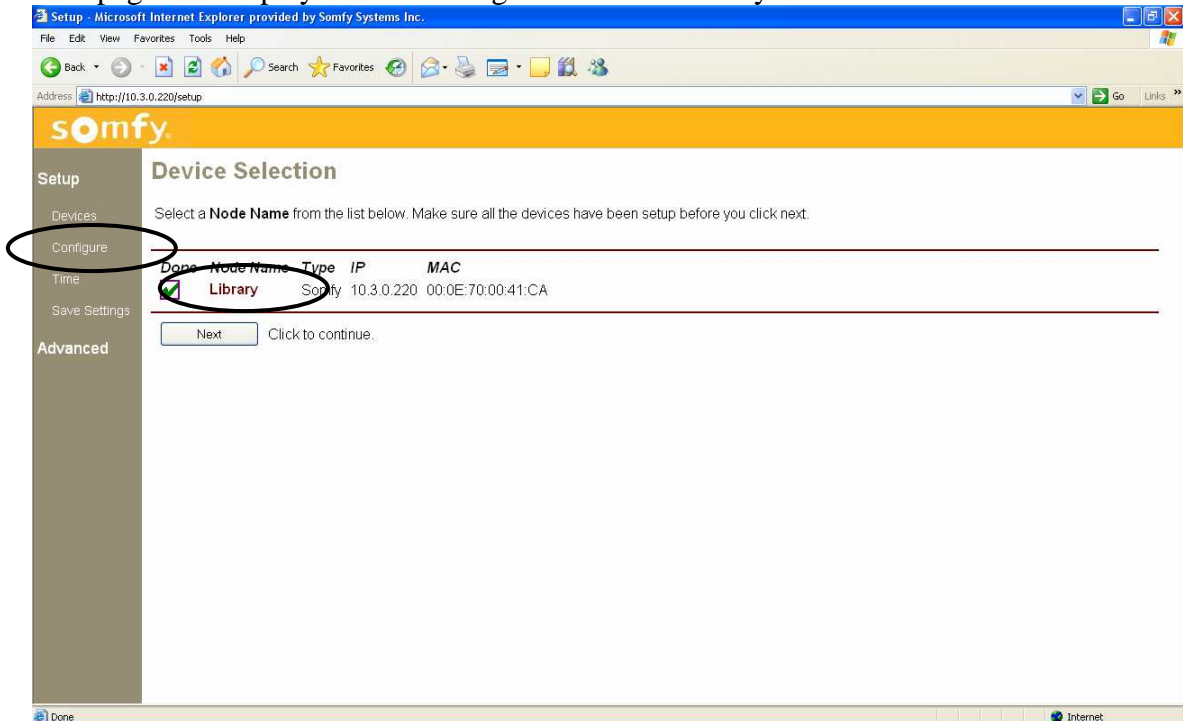 Setup - Microsoft Internet Explorer provided by Somfy Systems Inc.
File Edit View Favorites Tools Help
Back Search Favorites
Address http://10.3.0.220/setup Go Links »
somfy.
Setup
Devices
Configure
Time
Save Settings
Advanced
Device Selection
Select a Node Name from the list below. Make sure all the devices have been setup before you click next.
Done Node Name Type IP MAC
Library Somfy 10.3.0.220 00:0E:70:00:41:CA
Next Click to continue.
Done Internet